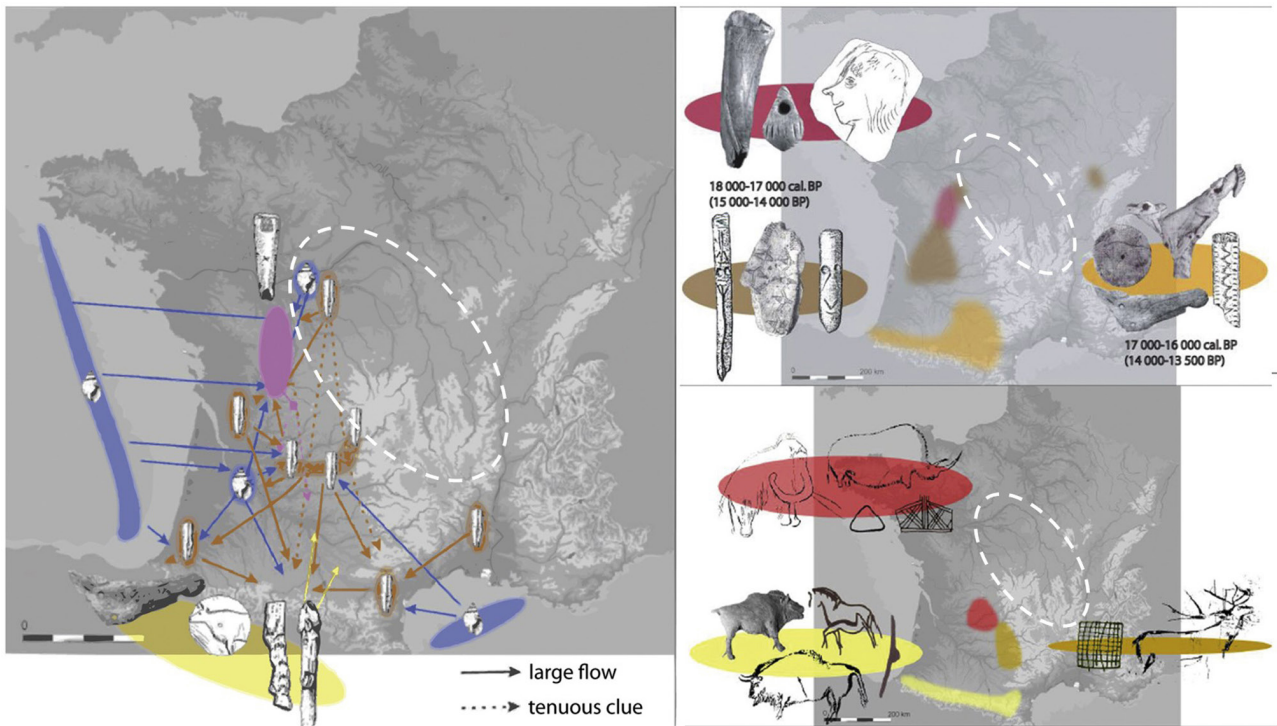 0
large flow
tenuous clue
18 000-17 000 cal. BP
(15 000-14 000 BP)
17 000-16 000 cal. BP
(14 000-13 500 BP)
0 200 km
0 200 km